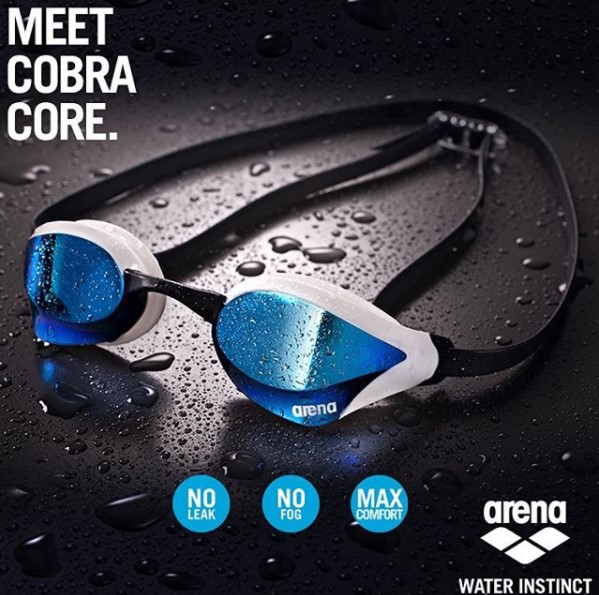 MEET
COBRA
CORE.
arena
NO
LEAK
NO
FOG
MAX
COMFORT
arena
WATER INSTINCT